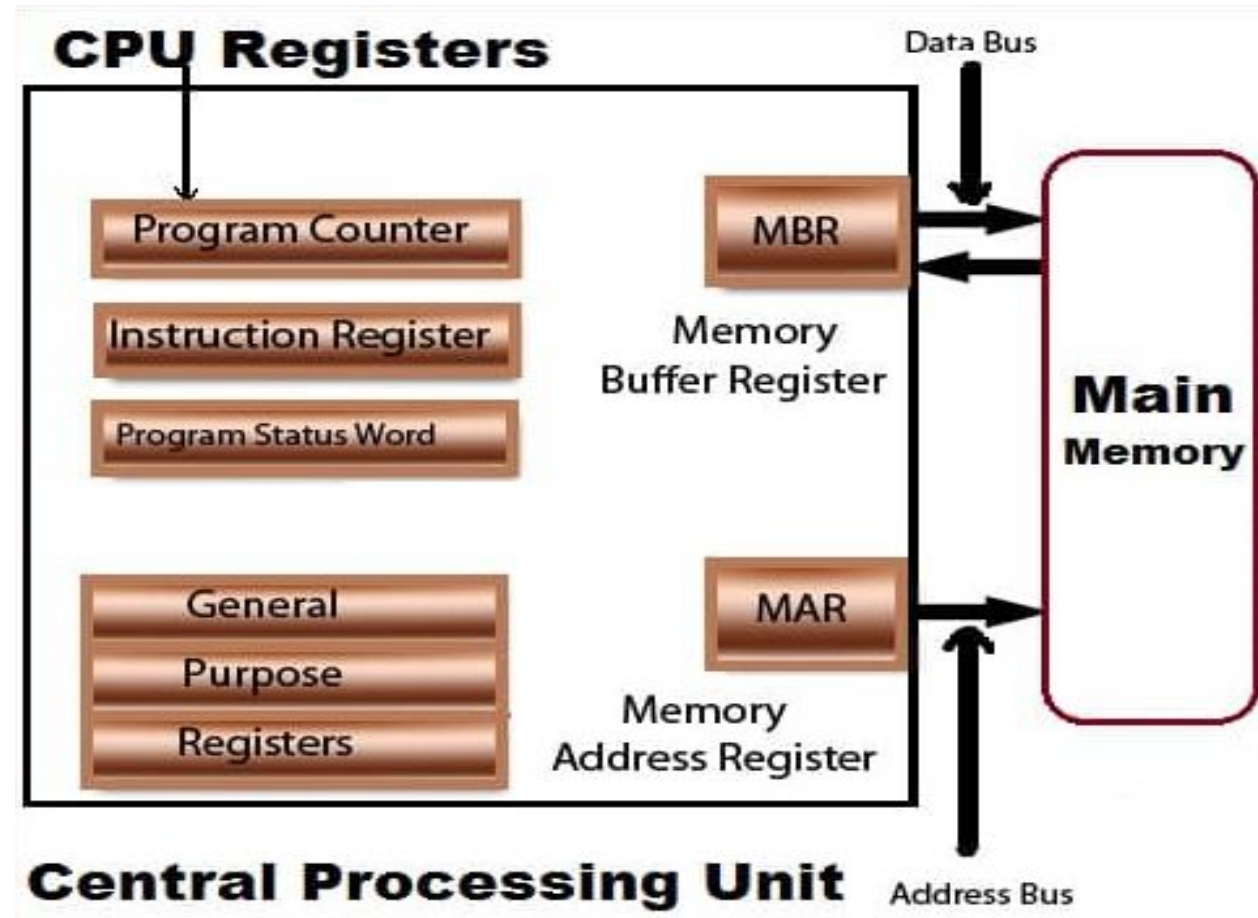 CPU Registers
Data Bus
Program Counter
Instruction Register
Program Status Word
General
Purpose
Registers
MBR
Memory
Buffer Register
MAR
Memory
Address Register
Main
Memory
Central Processing Unit
Address Bus